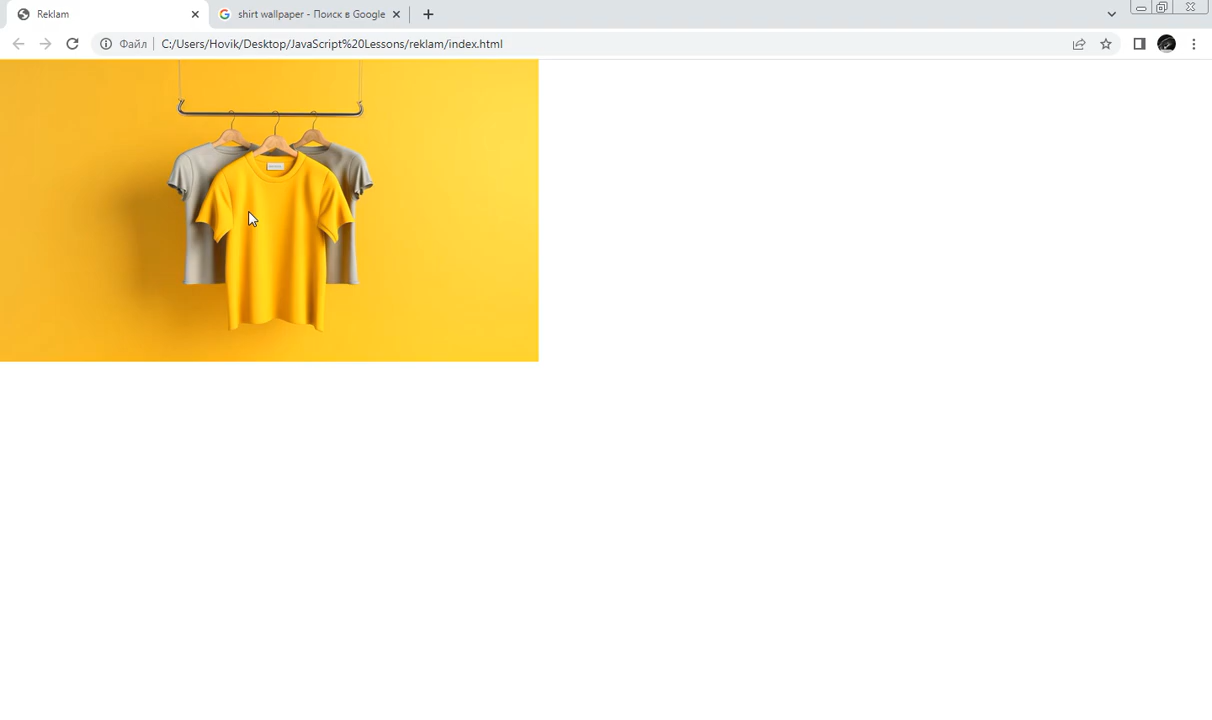 Reklam
shirt wallpaper - Поиск в Google
Файл
C:/Users/Hovik/Desktop/JavaScript%20Lessons/reklam/index.html